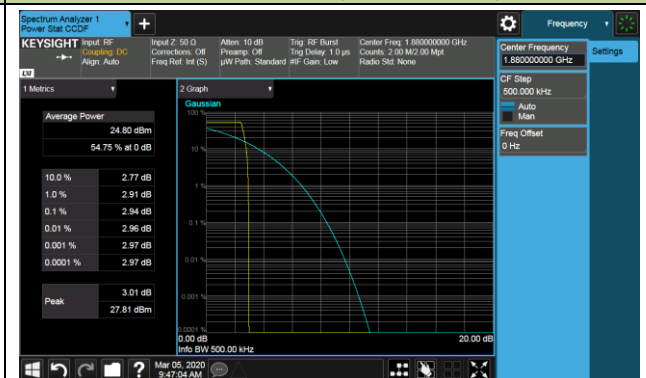 Spectrum Analyzer 1
Power Stat CCDF
+
Frequency
KEYSIGHT
Input: RF
Coupling: DC
Align: Auto
Input Z: 50 Ω
Corrections: Off
Freq Ref: Int (S)
Atten: 10 dB
Preamp: Off
µW Path: Standard
Trig: RF Burst
Trig Delay: 1.0 µs
#IF Gain: Low
Center Freq: 1.880000000 GHz
Counts: 2.00 M/2.00 Mpt
Radio Std: None
LXI
Center Frequency
1.880000000 GHz
Settings
CF Step
500.000 kHz
Auto
Man
Freq Offset
0 Hz
1 Metrics
Average Power
24.80 dBm
54.75 % at 0 dB
10.0 % 2.77 dB
1.0 % 2.91 dB
0.1 % 2.94 dB
0.01 % 2.96 dB
0.001 % 2.97 dB
0.0001 % 2.97 dB
Peak
3.01 dB
27.81 dBm
2 Graph
Gaussian
100 %
10 %
1 %
0.1 %
0.01 %
0.001 %
0.0001 %
0.00 dB
20.00 dB
Info BW 500.00 kHz
?
Mar 05, 2020
9:47:04 AM